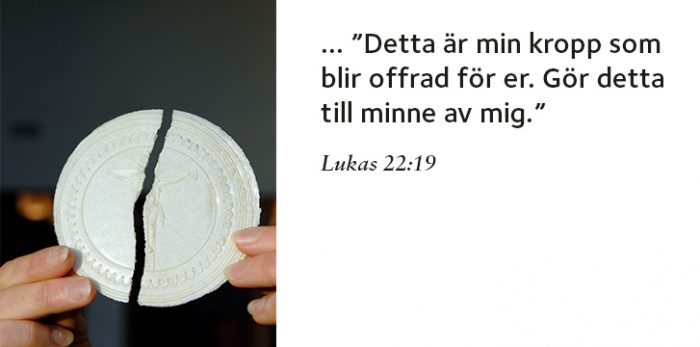 ... ”Detta är min kropp som
blir offrad för er. Gör detta
till minne av mig.”
Lukas 22:19